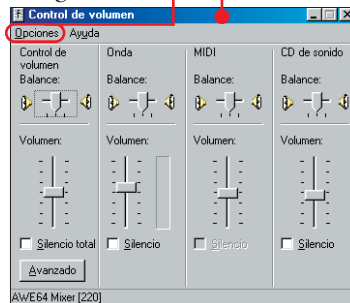 Control de volumen
Opciones Ayuda
Control de volumen Onda MIDI CD de sonido
Balance: Balance: Balance: Balance:
Volumen: Volumen: Volumen: Volumen:
Silencio total Silencio Silencio Silencio
Avanzado
AWE64 Mixer [220]